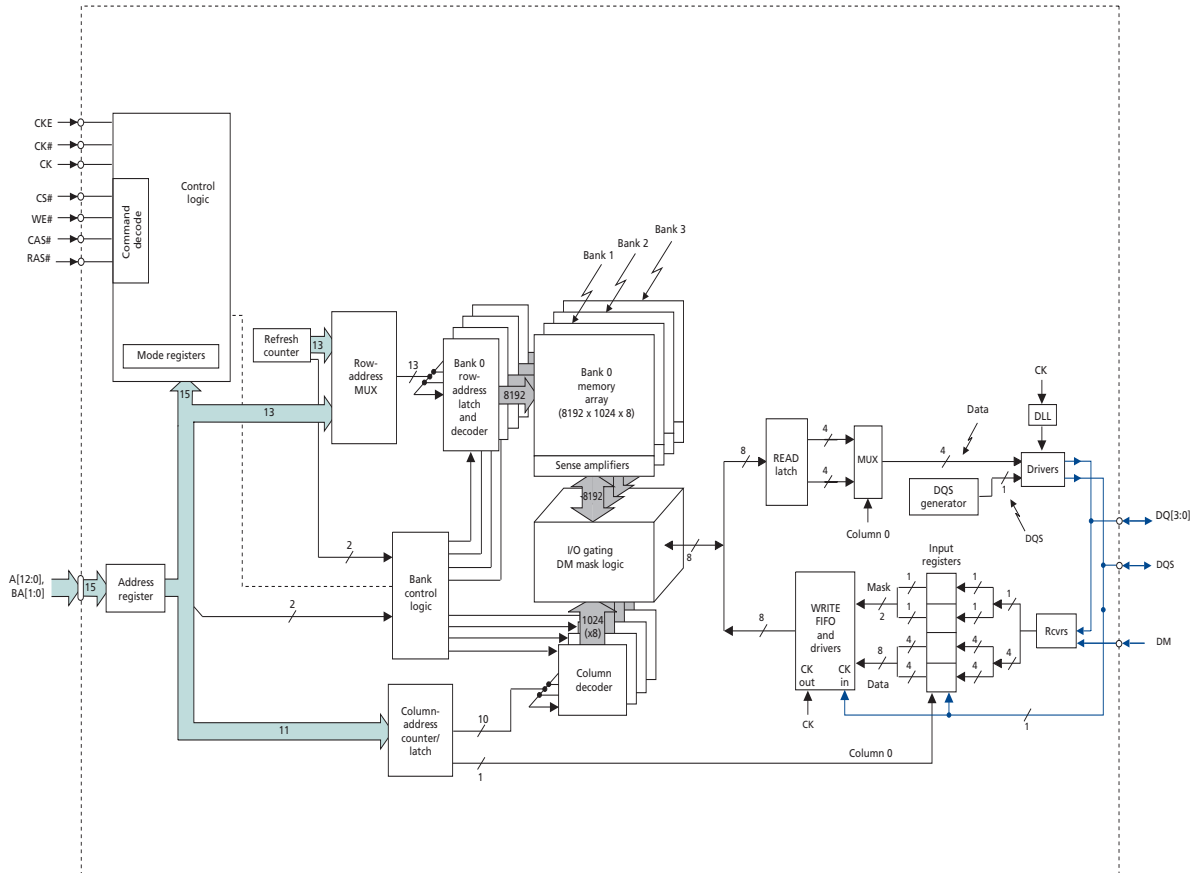 CKE
CK#
CK
CS#
WE#
CAS#
RAS#
Command
decode
Control
logic
Mode registers
15
Refresh
counter
13
Row-
address
MUX
13
13
Bank 0
row-
address
latch
and
decoder
8192
Bank 1
Bank 2
Bank 3
Bank 0
memory
array
(8192 x 1024 x 8)
Sense amplifiers
8192
I/O gating
DM mask logic
8
8
READ
latch
4
4
MUX
Column 0
4
Data
DQS
generator
1
DQS
CK
DLL
Drivers
DQ[3:0]
DQS
DM
A[12:0],
BA[1:0]
15
Address
register
2
2
Bank
control
logic
1024
(x8)
Column
decoder
11
Column-
address
counter/
latch
10
1
Column 0
8
WRITE
FIFO
and
drivers
CK
out
CK
in
CK
Mask
2
8
Data
Input
registers
1
1
4
4
1
1
4
4
1
4
Rcvrs
1